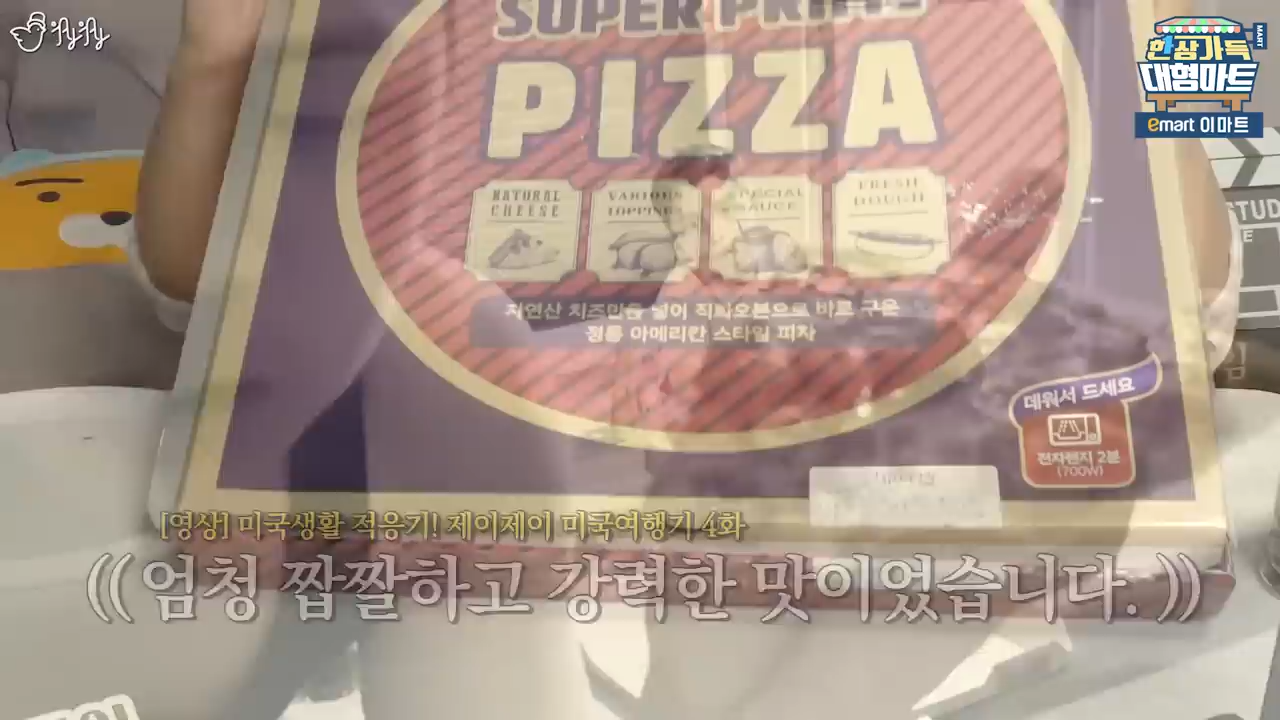 한상가득
MART
대형마트
emart 이마트
SUPER PRIME
PIZZA
NATURAL
CHEESE
VARIOUS
TOPPING
SPECIAL
SAUCE
FRESH
DOUGH
자연산 치즈만을 넣어 직화오븐으로 바르 구운
정통 아메리칸 스타일 피자
데워서 드세요
전자렌지 2분
(700W)
[영상] 미국생활 적응기! 제이제이 미국여행기 4화
(( 엄청 짭짤하고 강력한 맛이었습니다. ))